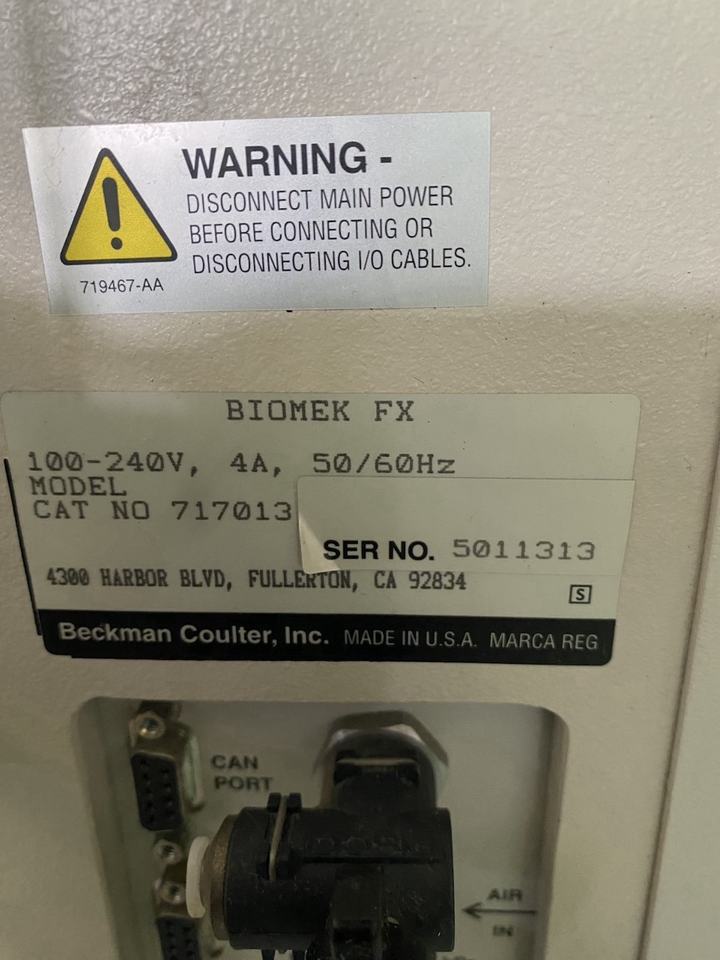 WARNING -
DISCONNECT MAIN POWER
BEFORE CONNECTING OR
DISCONNECTING I/O CABLES.
719467-AA
BIOMEK FX
100-240V, 4A, 50/60Hz
MODEL
CAT NO 717013
SER NO. 5011313
4300 HARBOR BLVD, FULLERTON, CA 92834
S
Beckman Coulter, Inc. MADE IN U.S.A. MARCA REG
CAN
PORT
AIR
IN